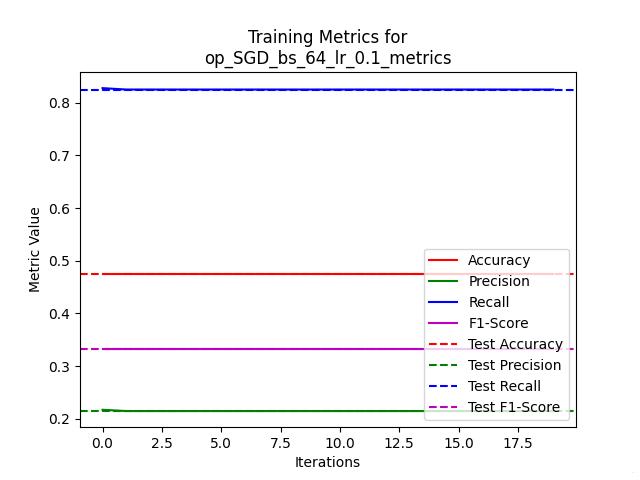 Training Metrics for
op_SGD_bs_64_lr_0.1_metrics
Metric Value
0.8
0.7
0.6
0.5
0.4
0.3
0.2
Accuracy
Precision
Recall
F1-Score
Test Accuracy
Test Precision
Test Recall
Test F1-Score
0.0 2.5 5.0 7.5 10.0 12.5 15.0 17.5
Iterations